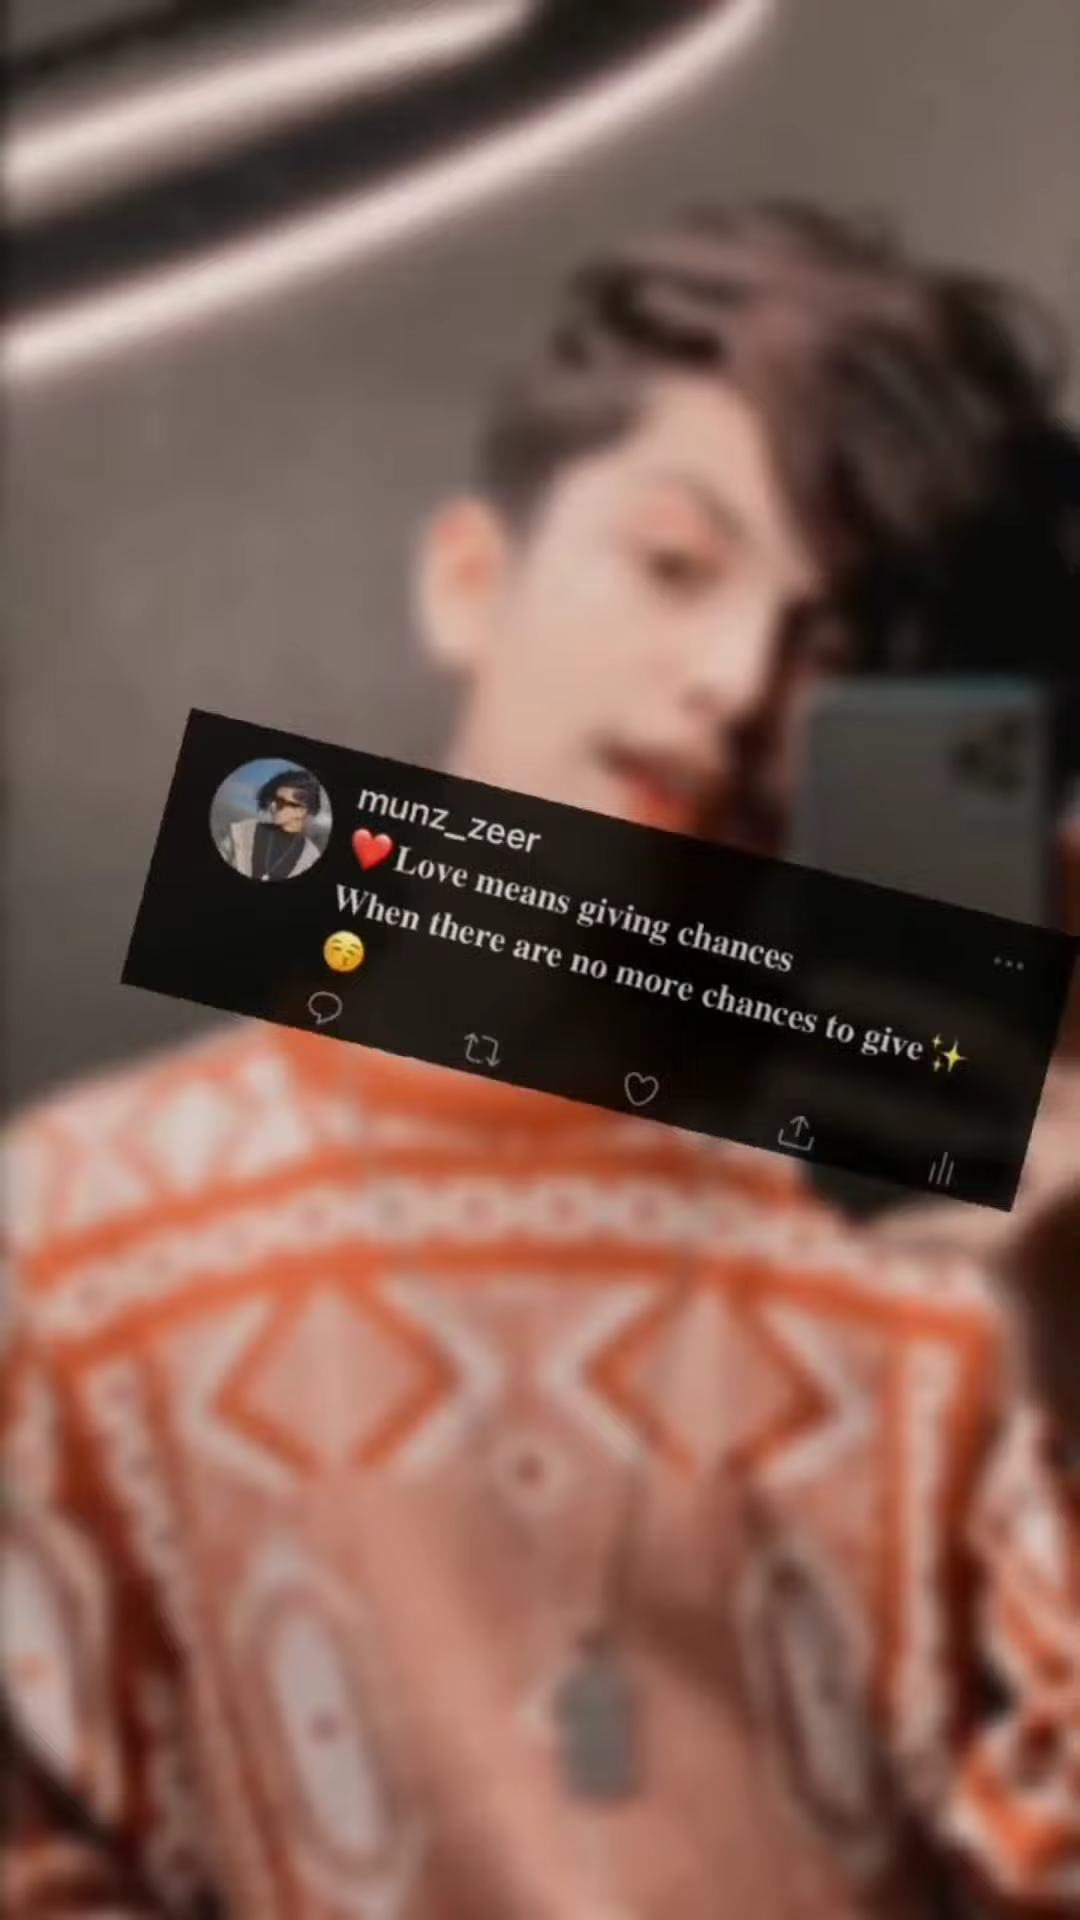 munz_zeer
❤️Love means giving chances
When there are no more chances to give✨
😚